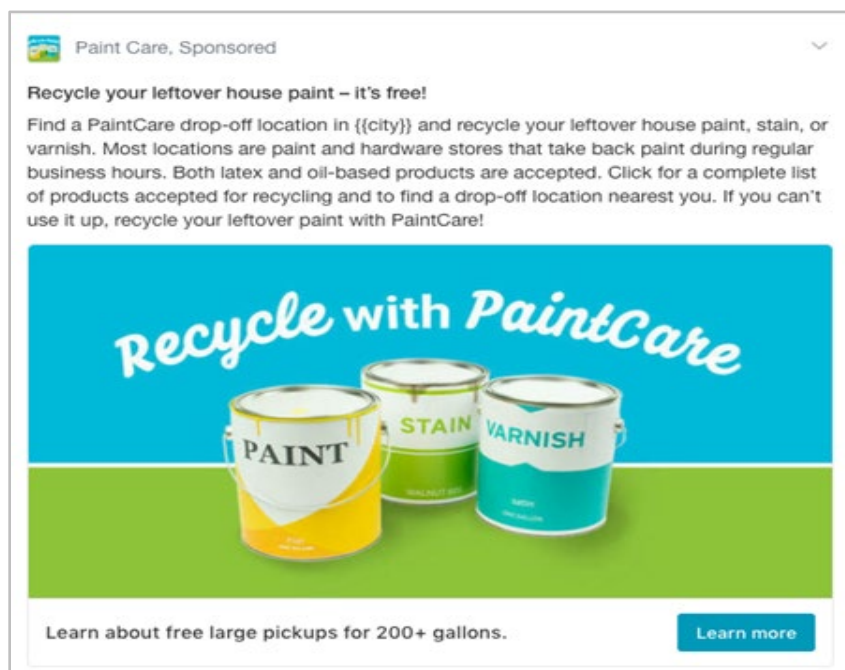 Paint Care, Sponsored
Recycle your leftover house paint – it's free!
Find a PaintCare drop-off location in {{city}} and recycle your leftover house paint, stain, or
varnish. Most locations are paint and hardware stores that take back paint during regular
business hours. Both latex and oil-based products are accepted. Click for a complete list
of products accepted for recycling and to find a drop-off location nearest you. If you can't
use it up, recycle your leftover paint with PaintCare!
Recycle with PaintCare
PAINT
STAIN
VARNISH
satin
ONE GALLON
Learn about free large pickups for 200+ gallons.
Learn more